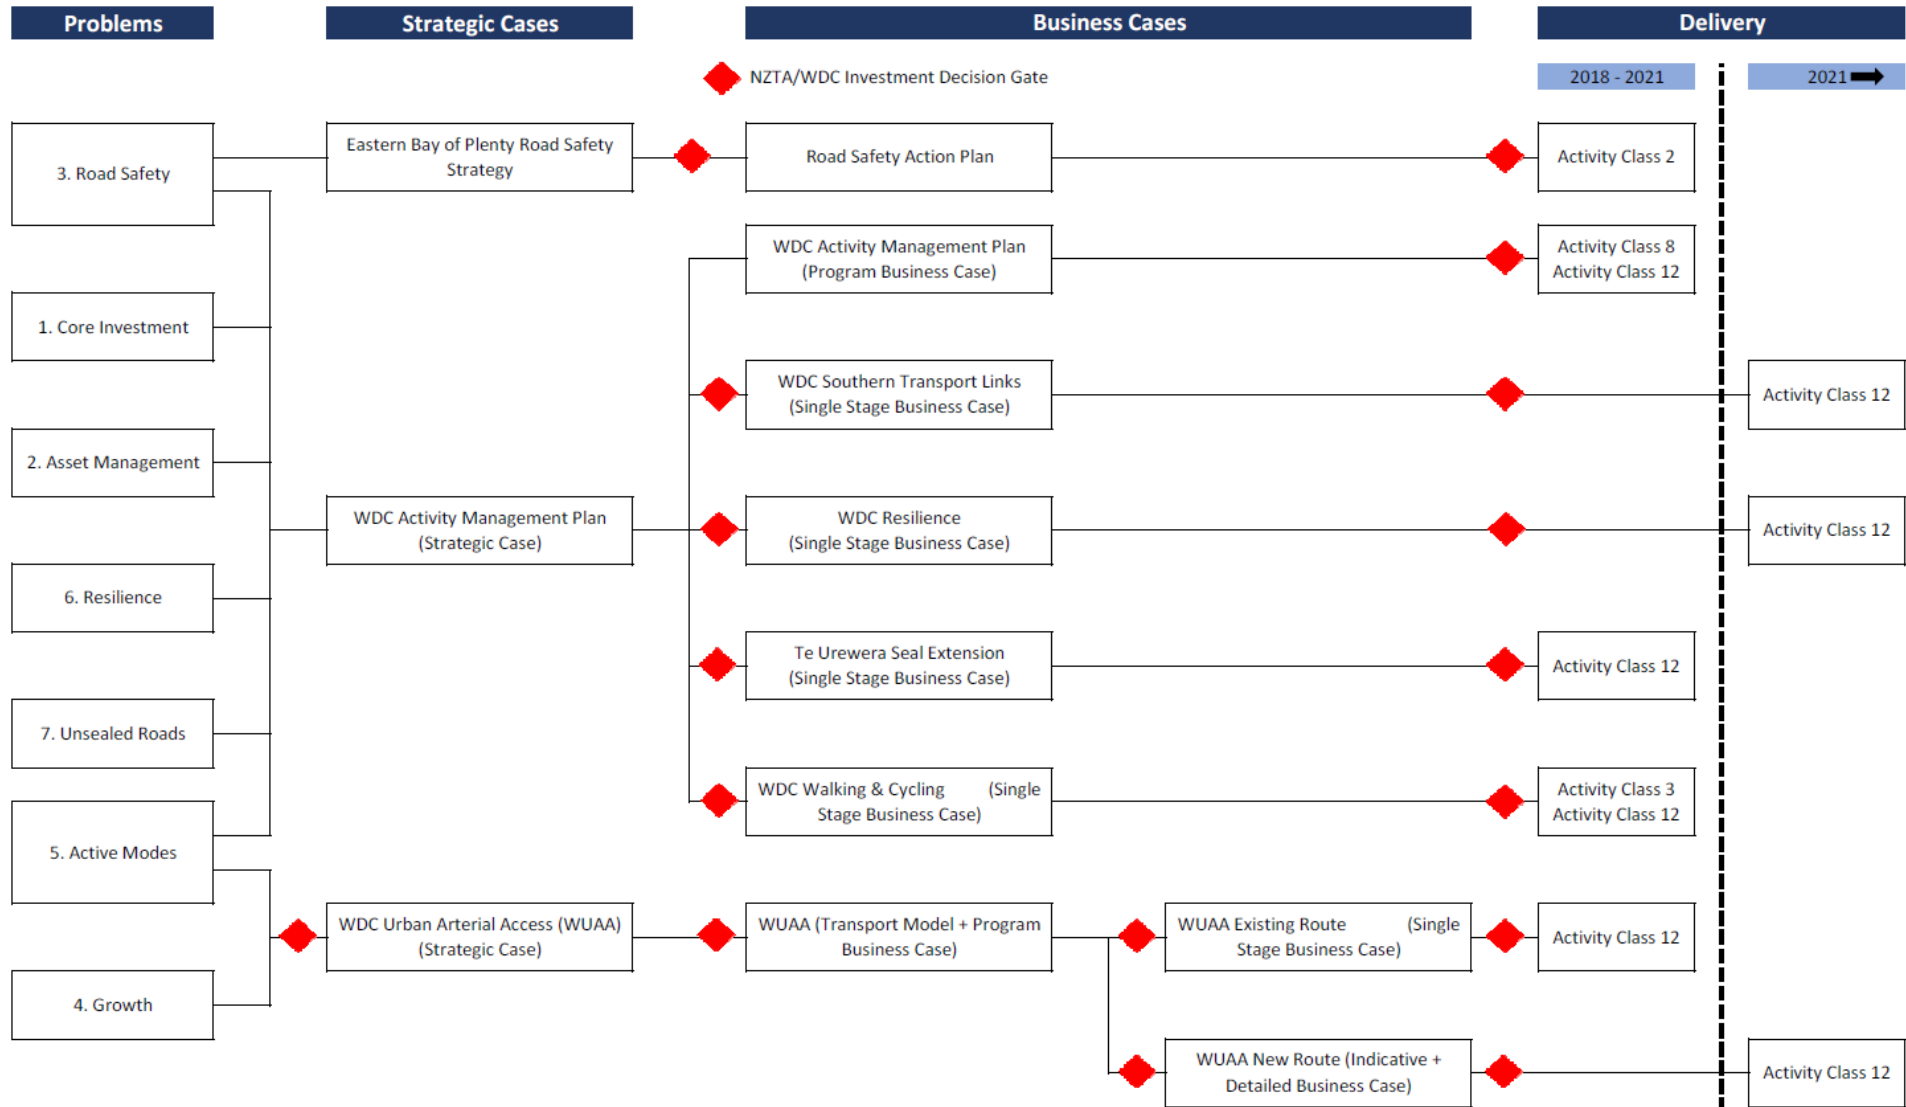 Problems
Strategic Cases
Business Cases
Delivery
NZTA/WDC Investment Decision Gate
2018 - 2021
2021
3. Road Safety
Eastern Bay of Plenty Road Safety
Strategy
Road Safety Action Plan
Activity Class 2
WDC Activity Management Plan
(Program Business Case)
Activity Class 8
Activity Class 12
1. Core Investment
WDC Southern Transport Links
(Single Stage Business Case)
Activity Class 12
2. Asset Management
WDC Activity Management Plan
(Strategic Case)
WDC Resilience
(Single Stage Business Case)
Activity Class 12
6. Resilience
Te Urewera Seal Extension
(Single Stage Business Case)
Activity Class 12
7. Unsealed Roads
WDC Walking & Cycling (Single
Stage Business Case)
Activity Class 3
Activity Class 12
5. Active Modes
WDC Urban Arterial Access (WUAA)
(Strategic Case)
WUAA (Transport Model + Program
Business Case)
WUAA Existing Route (Single
Stage Business Case)
Activity Class 12
4. Growth
WUAA New Route (Indicative +
Detailed Business Case)
Activity Class 12